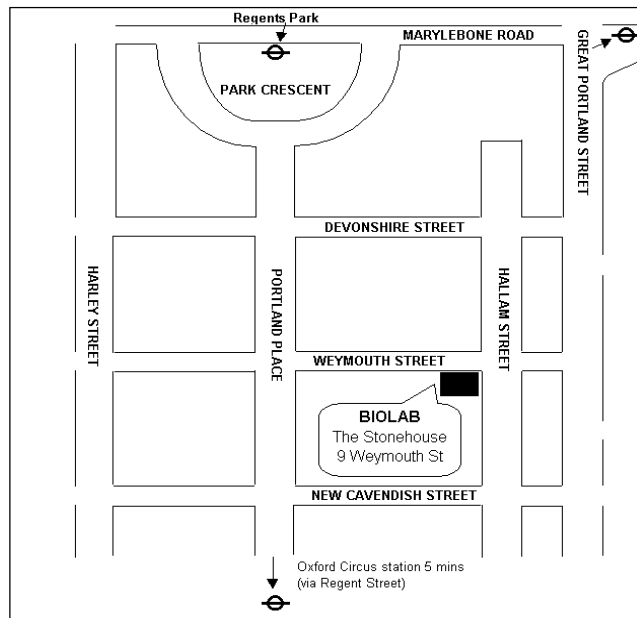 Regents Park
MARYLEBONE ROAD
GREAT PORTLAND STREET
PARK CRESCENT
DEVONSHIRE STREET
HARLEY STREET
PORTLAND PLACE
HALLAM STREET
WEYMOUTH STREET
BIOLAB
The Stonehouse
9 Weymouth St
NEW CAVENDISH STREET
Oxford Circus station 5 mins
(via Regent Street)